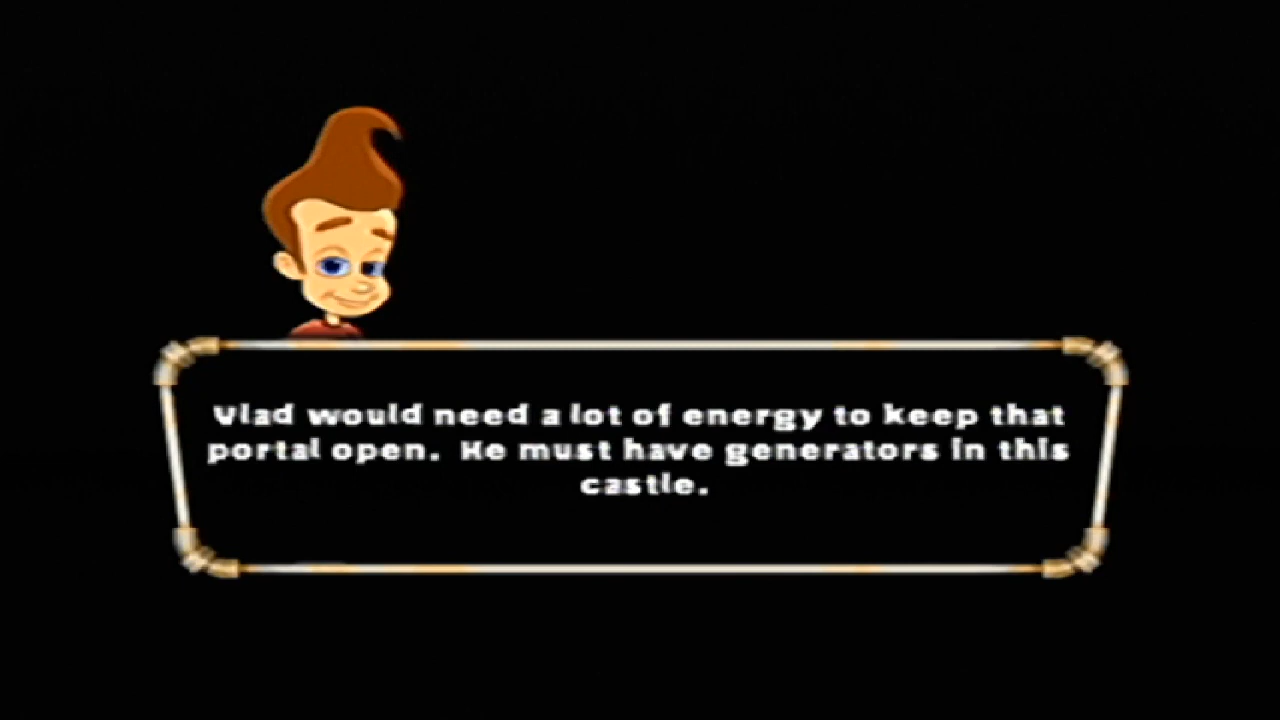 Vlad would need a lot of energy to keep that
portal open. He must have generators in this
castle.